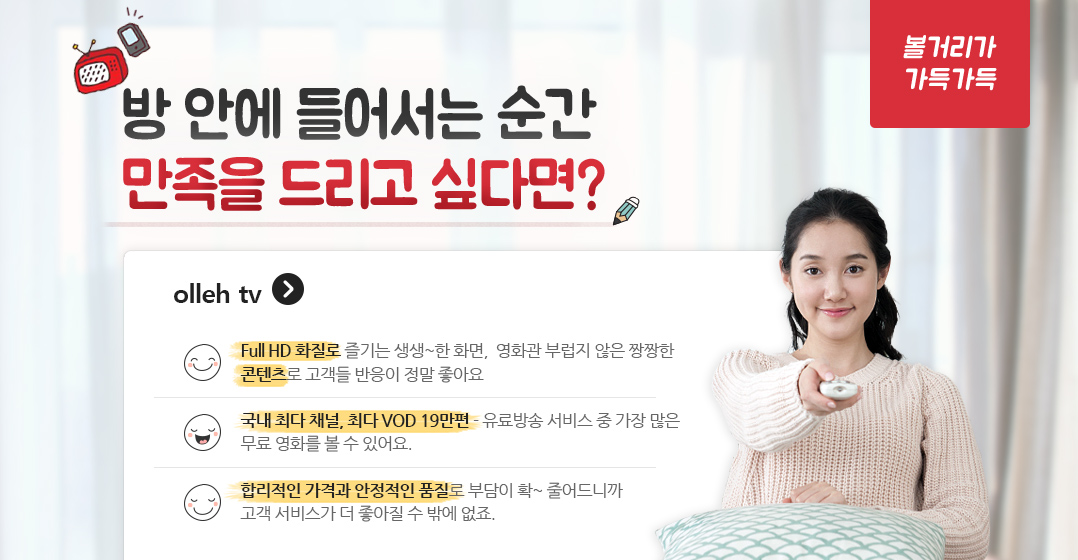 볼거리가
가득가득
방 안에 들어서는 순간
만족을 드리고 싶다면?
olleh tv
Full HD 화질로 즐기는 생생~한 화면, 영화관 부럽지 않은 짱짱한
콘텐츠로 고객들 반응이 정말 좋아요
국내 최다 채널, 최다 VOD 19만편 - 유료방송 서비스 중 가장 많은
무료 영화를 볼 수 있어요.
합리적인 가격과 안정적인 품질로 부담이 확~ 줄어드니까
고객 서비스가 더 좋아질 수 밖에 없죠.